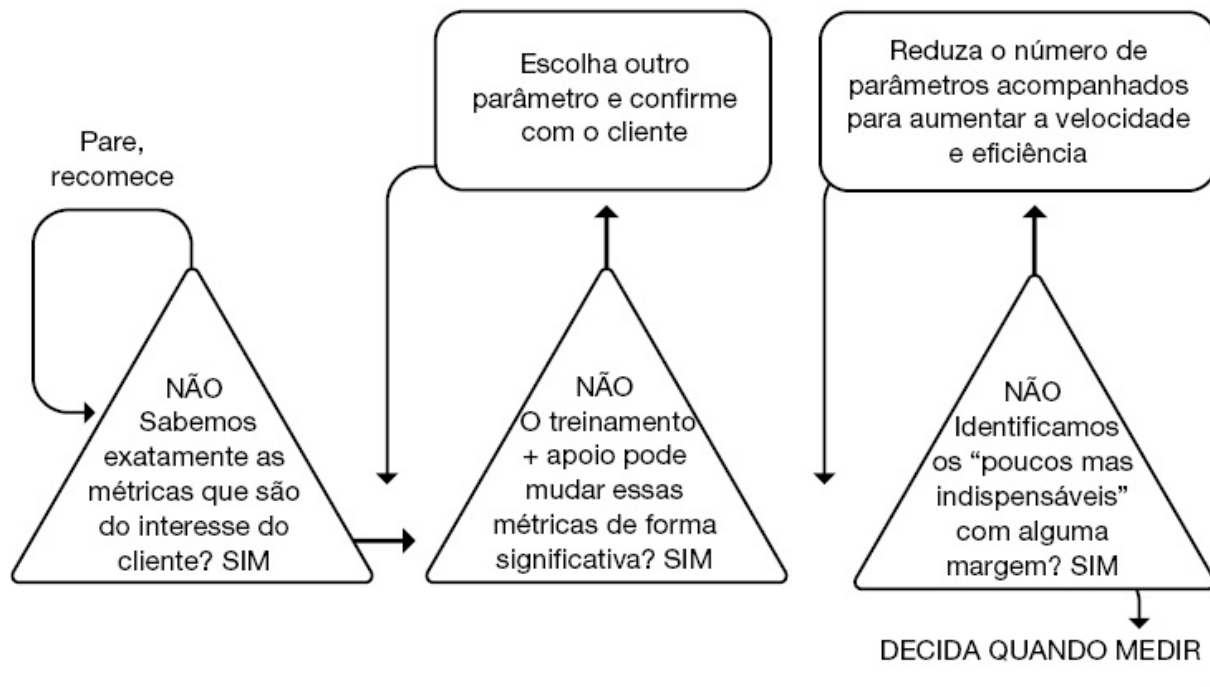 Pare,
recomece
NÃO
Sabemos
exatamente as
métricas que são
do interesse do
cliente? SIM
Escolha outro
parâmetro e confirme
com o cliente
NÃO
O treinamento
+ apoio pode
mudar essas
métricas de forma
significativa? SIM
Reduza o número de
parâmetros acompanhados
para aumentar a velocidade
e eficiência
NÃO
Identificamos
os “poucos mas
indispensáveis”
com alguma
margem? SIM
DECIDA QUANDO MEDIR